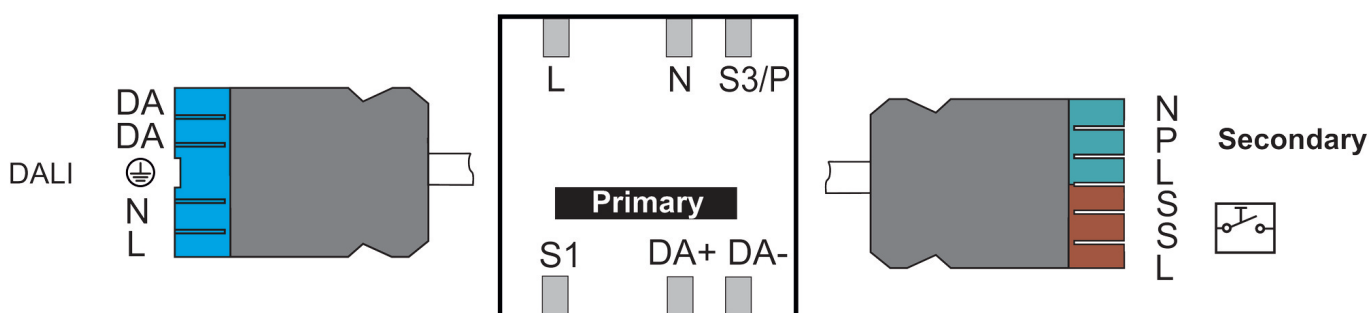 DALI
DA
DA
N
L
L N S3/P
Primary
S1 DA+ DA-
N
P
L
S
S
L
Secondary